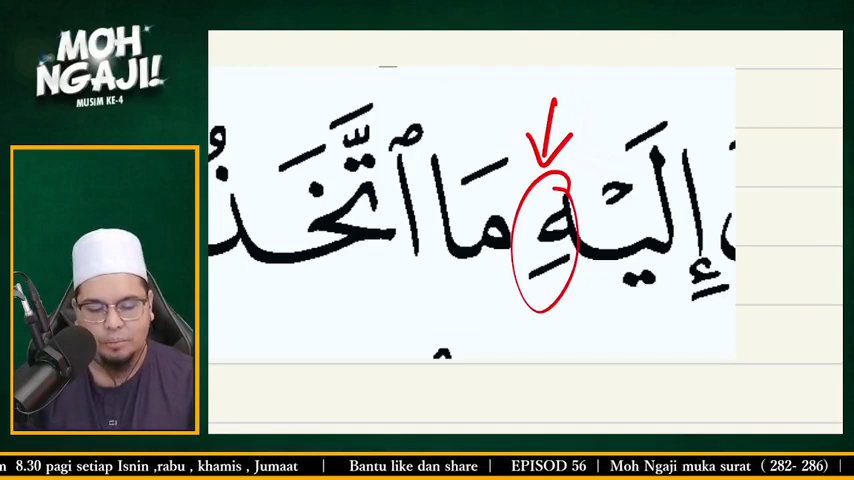 MOH
NGAJI!
MUSIM KE-4
إِلَيْهِ مَا ٱتَّخَذُ
m 8.30 pagi setiap Isnin ,rabu , khamis , Jumaat | Bantu like dan share | EPISOD 56 | Moh Ngaji muka surat ( 282- 286) |